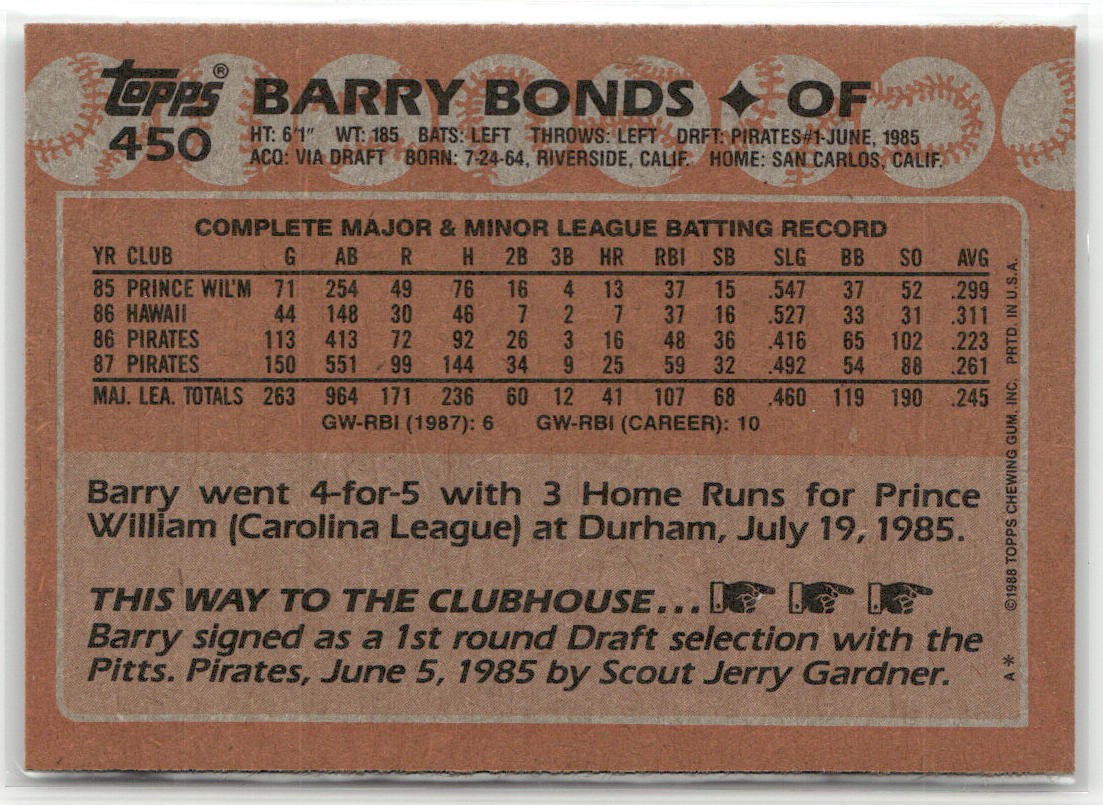 topps® BARRY BONDS ✦ OF
450 HT: 6'1" WT: 185 BATS: LEFT THROWS: LEFT DRFT: PIRATES#1-JUNE, 1985
ACQ: VIA DRAFT BORN: 7-24-64, RIVERSIDE, CALIF. HOME: SAN CARLOS, CALIF.
COMPLETE MAJOR & MINOR LEAGUE BATTING RECORD
YR CLUB G AB R H 2B 3B HR RBI SB SLG BB SO AVG
85 PRINCE WIL'M 71 254 49 76 16 4 13 37 15 .547 37 52 .299
86 HAWAII 44 148 30 46 7 2 7 37 16 .527 33 31 .311
86 PIRATES 113 413 72 92 26 3 16 48 36 .416 65 102 .223
87 PIRATES 150 551 99 144 34 9 25 59 32 .492 54 88 .261
MAJ. LEA. TOTALS 263 964 171 236 60 12 41 107 68 .460 119 190 .245
GW-RBI (1987): 6 GW-RBI (CAREER): 10
Barry went 4-for-5 with 3 Home Runs for Prince
William (Carolina League) at Durham, July 19, 1985.
THIS WAY TO THE CLUBHOUSE...
Barry signed as a 1st round Draft selection with the
Pitts. Pirates, June 5, 1985 by Scout Jerry Gardner.
A * ©1988 TOPPS CHEWING GUM, INC. PRTD. IN U.S.A.